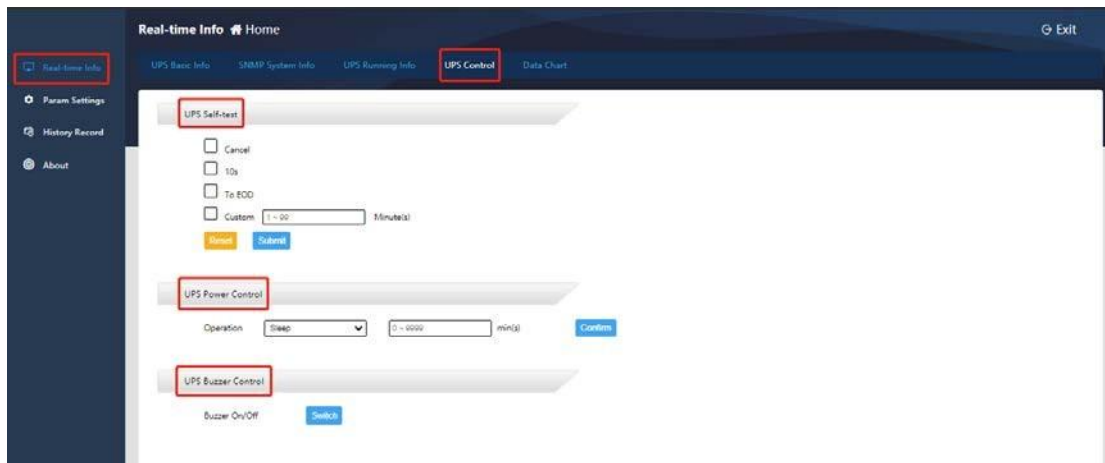 Real-time Info Home
Exit
Real-time Info
Param Settings
History Record
About
UPS Basic Info SNMP System Info UPS Running Info UPS Control Data Chart
UPS Self-test
Cancel
10s
To EOD
Custom 1 ~ 99 Minute(s)
Reset Submit
UPS Power Control
Operation Sleep 0 ~ 9999 min(s) Confirm
UPS Buzzer Control
Buzzer On/Off Switch